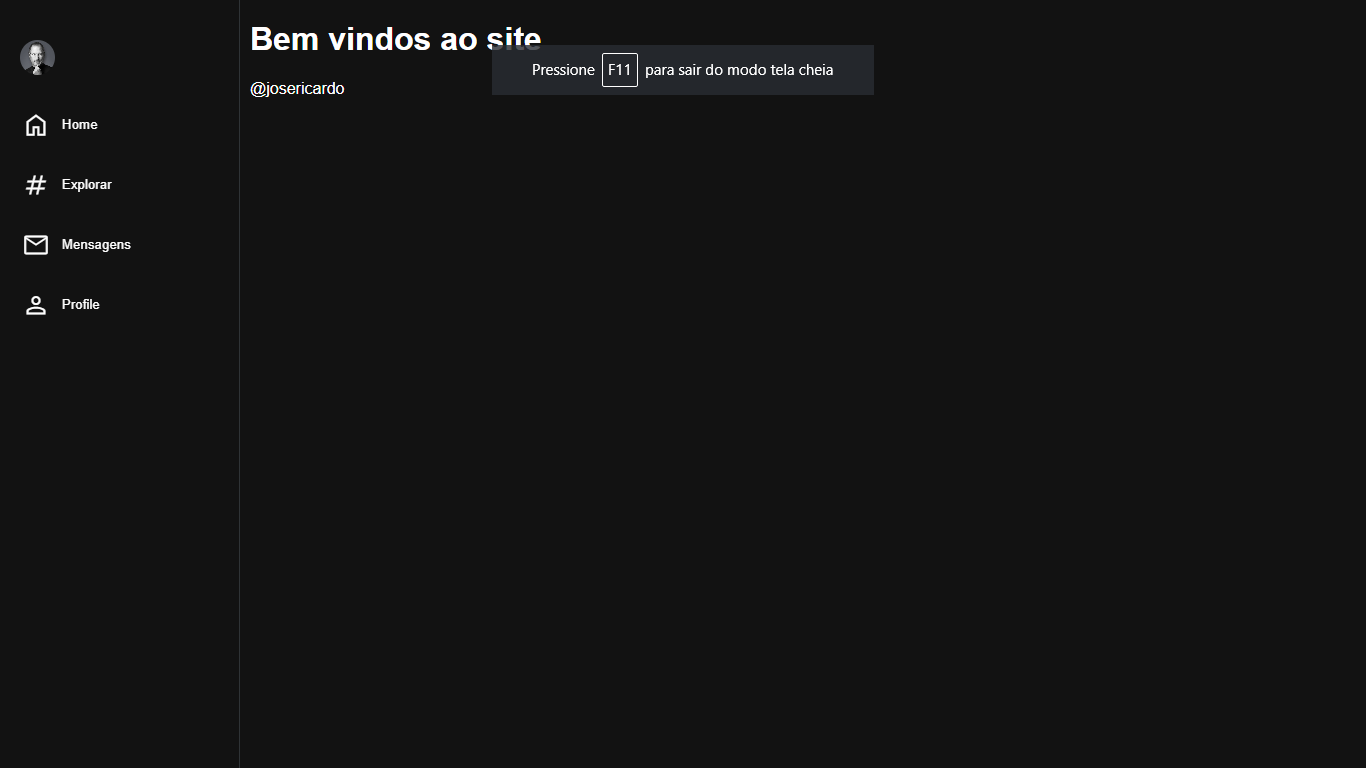 Bem vindos ao site
Pressione F11 para sair do modo tela cheia
@josericardo
Home
Explorar
Mensagens
Profile